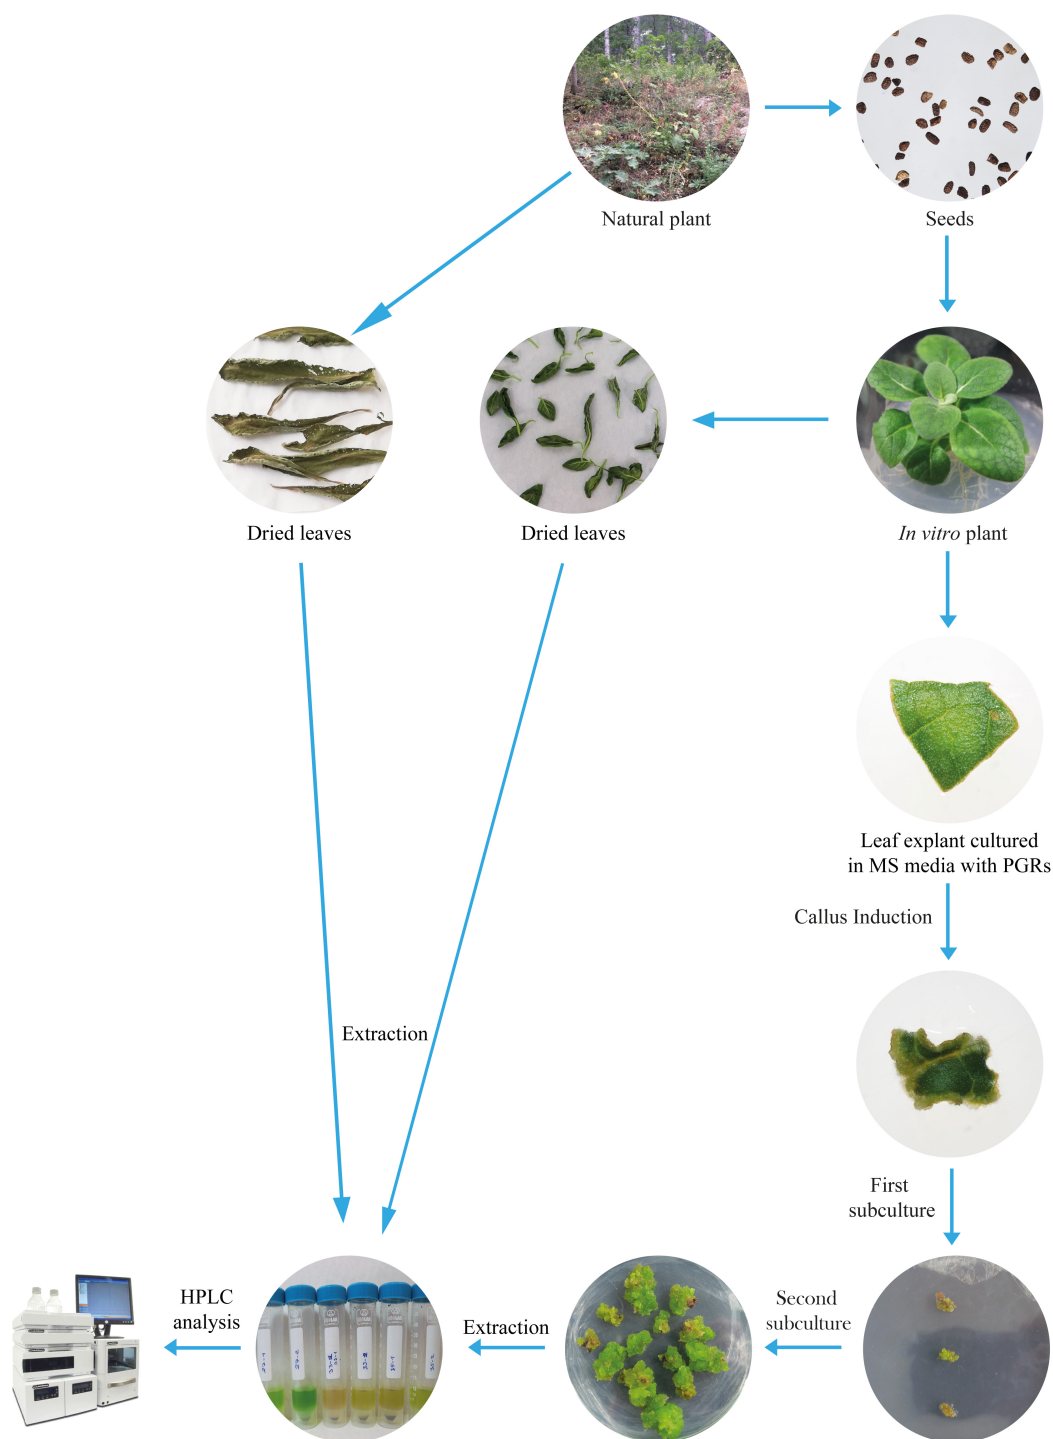 Natural plant
Seeds
Dried leaves
Dried leaves
In vitro plant
Leaf explant cultured
in MS media with PGRs
Callus Induction
Extraction
First
subculture
HPLC
analysis
Extraction
Second
subculture